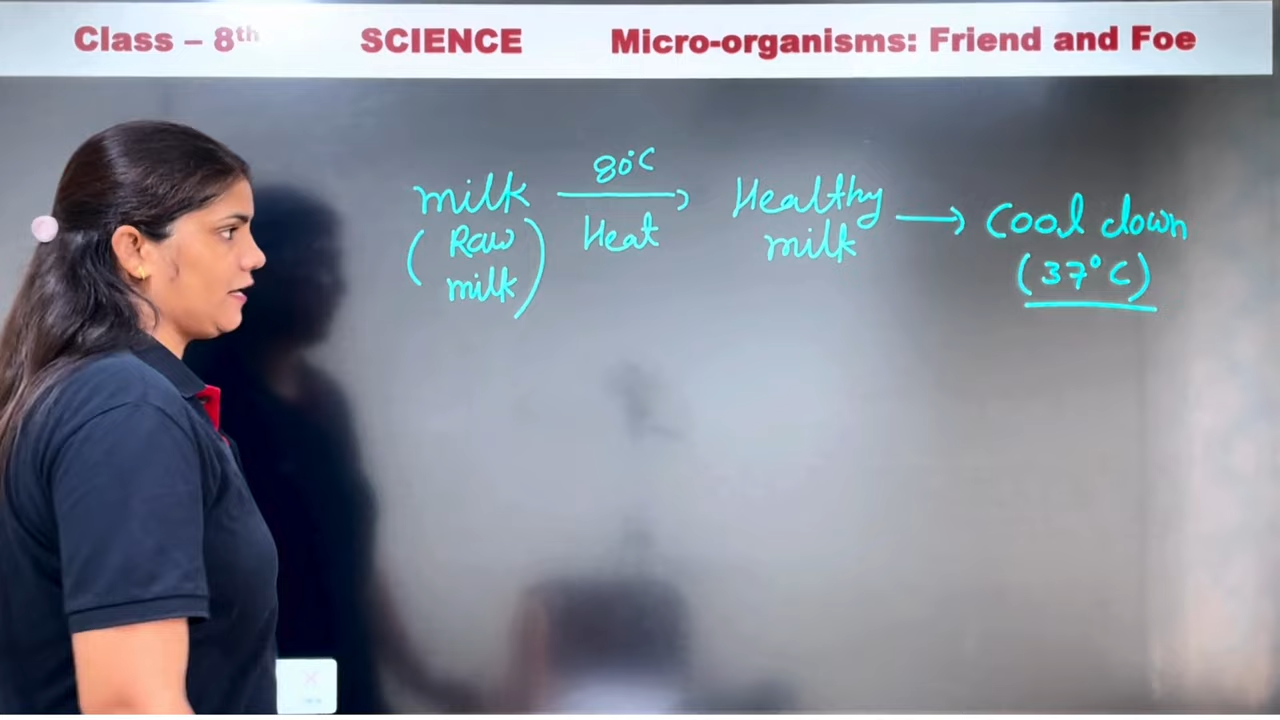 Class – 8th SCIENCE Micro-organisms: Friend and Foe
milk (Raw milk)
80°C
Heat
Healthy milk
Cool down
(37°C)